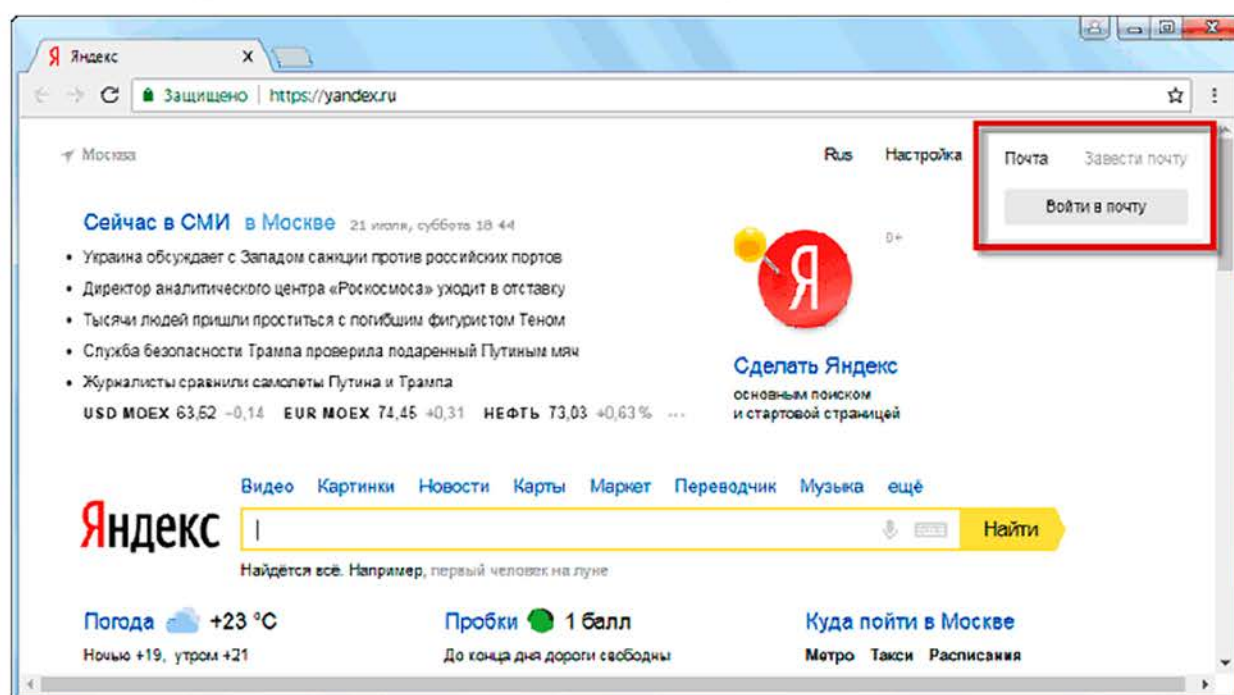 Яндекс
Защищено | https://yandex.ru
Москва
Rus Настройка
Почта Завести почту
Войти в почту
Сейчас в СМИ в Москве 21 июля, суббота 18 44
• Украина обсуждает с Западом санкции против российских портов
• Директор аналитического центра «Роскосмоса» уходит в отставку
• Тысячи людей пришли проститься с погибшим фигуристом Теном
• Служба безопасности Трампа проверила подаренный Путиным мяч
• Журналисты сравнили самолеты Путина и Трампа
USD MOEX 63,52 −0,14 EUR MOEX 74,45 +0,31 НЕФТЬ 73,03 +0,63% ...
0+
Я
Сделать Яндекс
основным поиском
и стартовой страницей
Видео Картинки Новости Карты Маркет Переводчик Музыка ещё
Яндекс
Найти
Найдётся всё. Например, первый человек на луне
Погода +23 °C
Ночью +19, утром +21
Пробки 1 балл
До конца дня дороги свободны
Куда пойти в Москве
Метро Такси Расписания